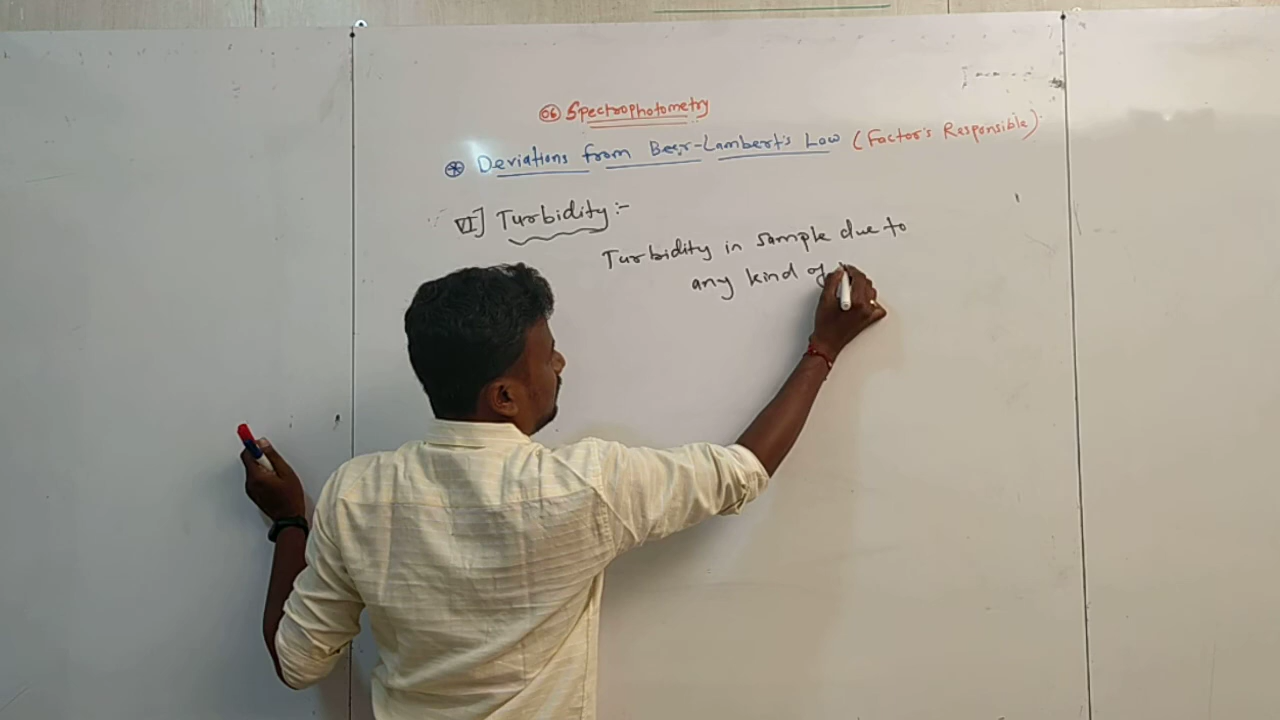 06 Spectrophotometry
Deviations from Beer-Lambert's Law (Factor's Responsible)
VI] Turbidity:-
Turbidity in sample due to
any kind of